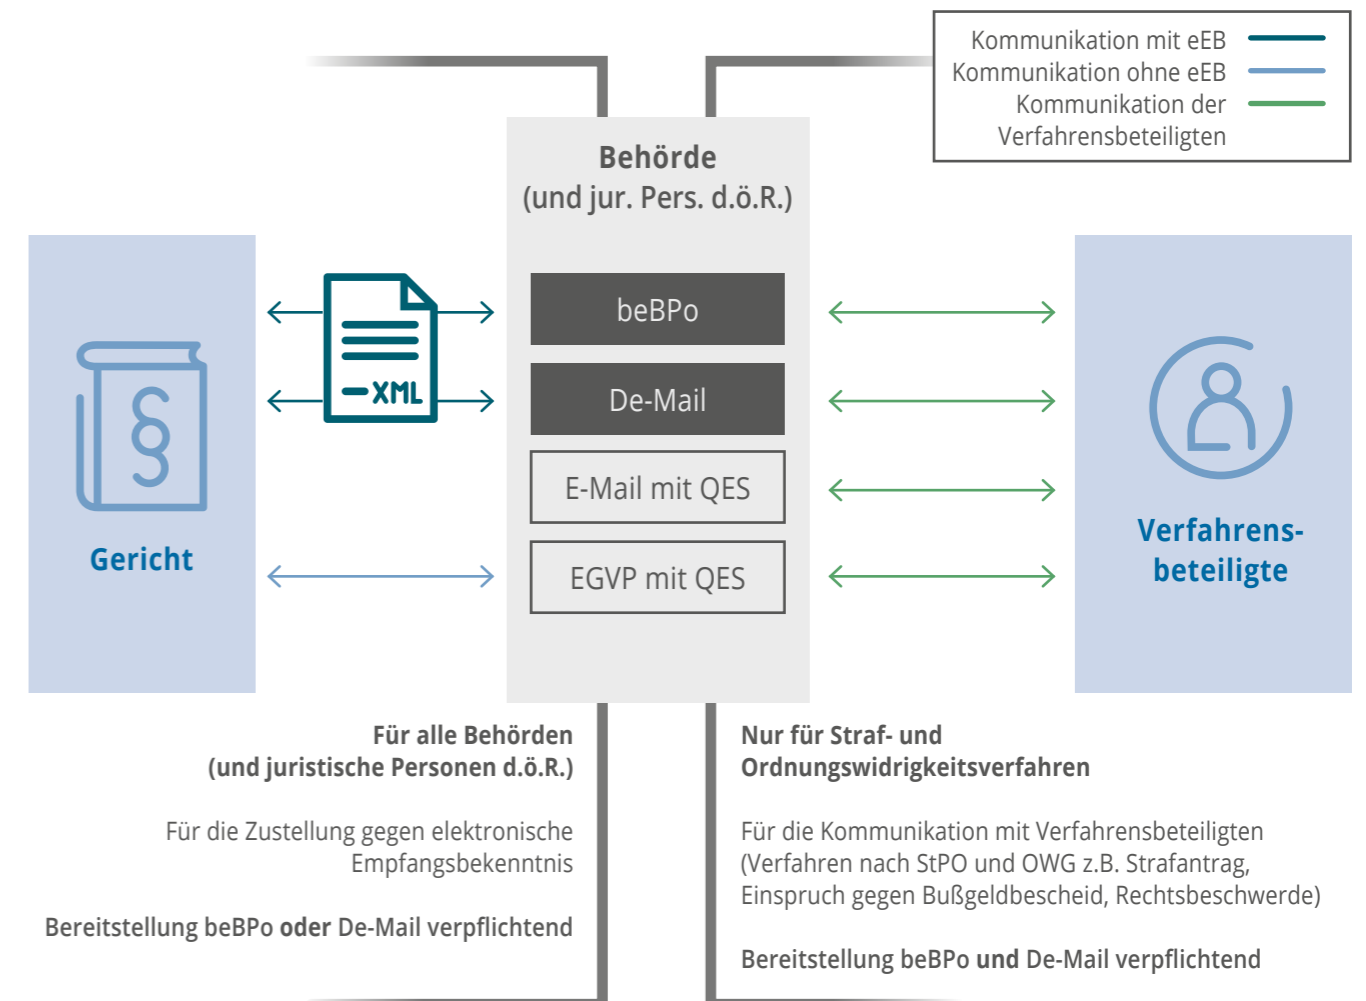 Kommunikation mit eEB
Kommunikation ohne eEB
Kommunikation der
Verfahrensbeteiligten
Behörde
(und jur. Pers. d.ö.R.)
beBPo
De-Mail
E-Mail mit QES
EGVP mit QES
XML
Gericht
Verfahrens-
beteiligte
Für alle Behörden
(und juristische Personen d.ö.R.)
Für die Zustellung gegen elektronische
Empfangsbekenntnis
Bereitstellung beBPo oder De-Mail verpflichtend
Nur für Straf- und
Ordnungswidrigkeitsverfahren
Für die Kommunikation mit Verfahrensbeteiligten
(Verfahren nach StPO und OWG z.B. Strafantrag,
Einspruch gegen Bußgeldbescheid, Rechtsbeschwerde)
Bereitstellung beBPo und De-Mail verpflichtend